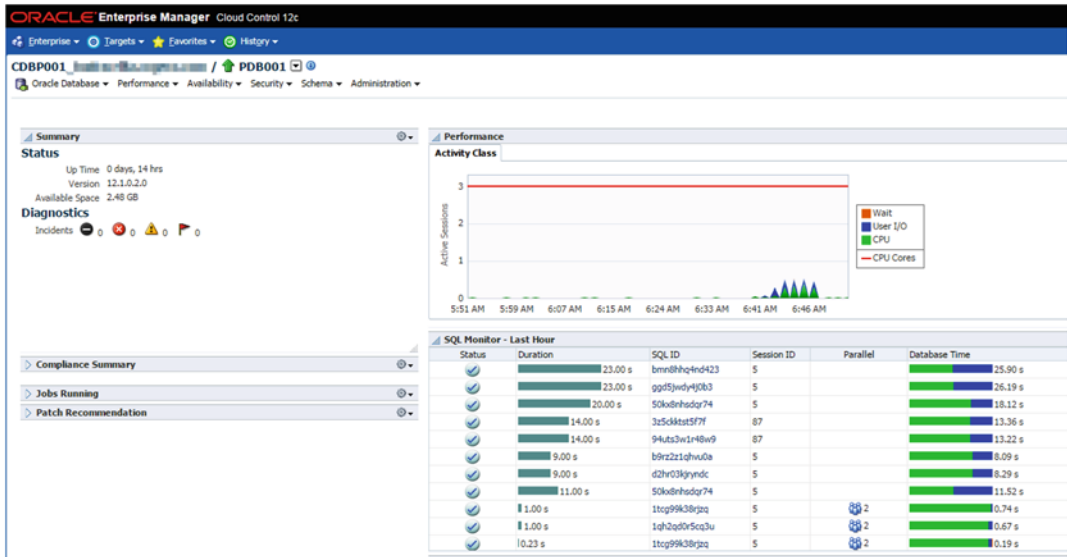 ORACLE Enterprise Manager Cloud Control 12c
Enterprise Targets Favorites History
CDBP001_ / PDB001
Oracle Database Performance Availability Security Schema Administration
Summary
Status
Up Time 0 days, 14 hrs
Version 12.1.0.2.0
Available Space 2.48 GB
Diagnostics
Incidents 0 0 0 0
Compliance Summary
Jobs Running
Patch Recommendation
Performance
Activity Class
Active Sessions
3
2
1
0
5:51 AM 5:59 AM 6:07 AM 6:15 AM 6:24 AM 6:33 AM 6:41 AM 6:46 AM
Wait
User I/O
CPU
CPU Cores
SQL Monitor - Last Hour
Status Duration SQL ID Session ID Parallel Database Time
23.00 s bmn8hhq4nd423 5 25.90 s
23.00 s ggd5jwdy4j0b3 5 26.19 s
20.00 s 50kx8nhsdqr74 5 18.12 s
14.00 s 3z5ckktst5f7f 87 13.36 s
14.00 s 94uts3w1r48w9 87 13.22 s
9.00 s b9rz2z1qhvu0a 5 8.09 s
9.00 s d2hr03kjryndc 5 8.29 s
11.00 s 50kx8nhsdqr74 5 11.52 s
1.00 s 1tcg99k38rjzq 5 2 0.74 s
1.00 s 1qh2qd0r5cq3u 5 2 0.67 s
0.23 s 1tcg99k38rjzq 5 2 0.19 s